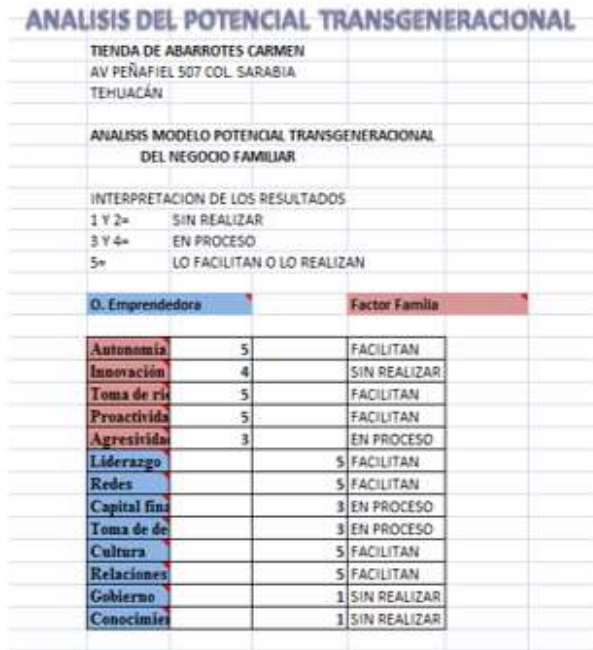 ANALISIS DEL POTENCIAL TRANSGENERACIONAL
TIENDA DE ABARROTES CARMEN
AV PEÑAFIEL 507 COL. SARABIA
TEHUACÁN
ANALISIS MODELO POTENCIAL TRANSGENERACIONAL
DEL NEGOCIO FAMILIAR
INTERPRETACION DE LOS RESULTADOS
1 Y 2= SIN REALIZAR
3 Y 4= EN PROCESO
5= LO FACILITAN O LO REALIZAN
O. Emprendedora Factor Familia
Autonomía 5 FACILITAN
Innovación 4 SIN REALIZAR
Toma de rie 5 FACILITAN
Proactivida 5 FACILITAN
Agresivida 3 EN PROCESO
Liderazgo 5 FACILITAN
Redes 5 FACILITAN
Capital fina 3 EN PROCESO
Toma de de 3 EN PROCESO
Cultura 5 FACILITAN
Relaciones 5 FACILITAN
Gobierno 1 SIN REALIZAR
Conocimie 1 SIN REALIZAR